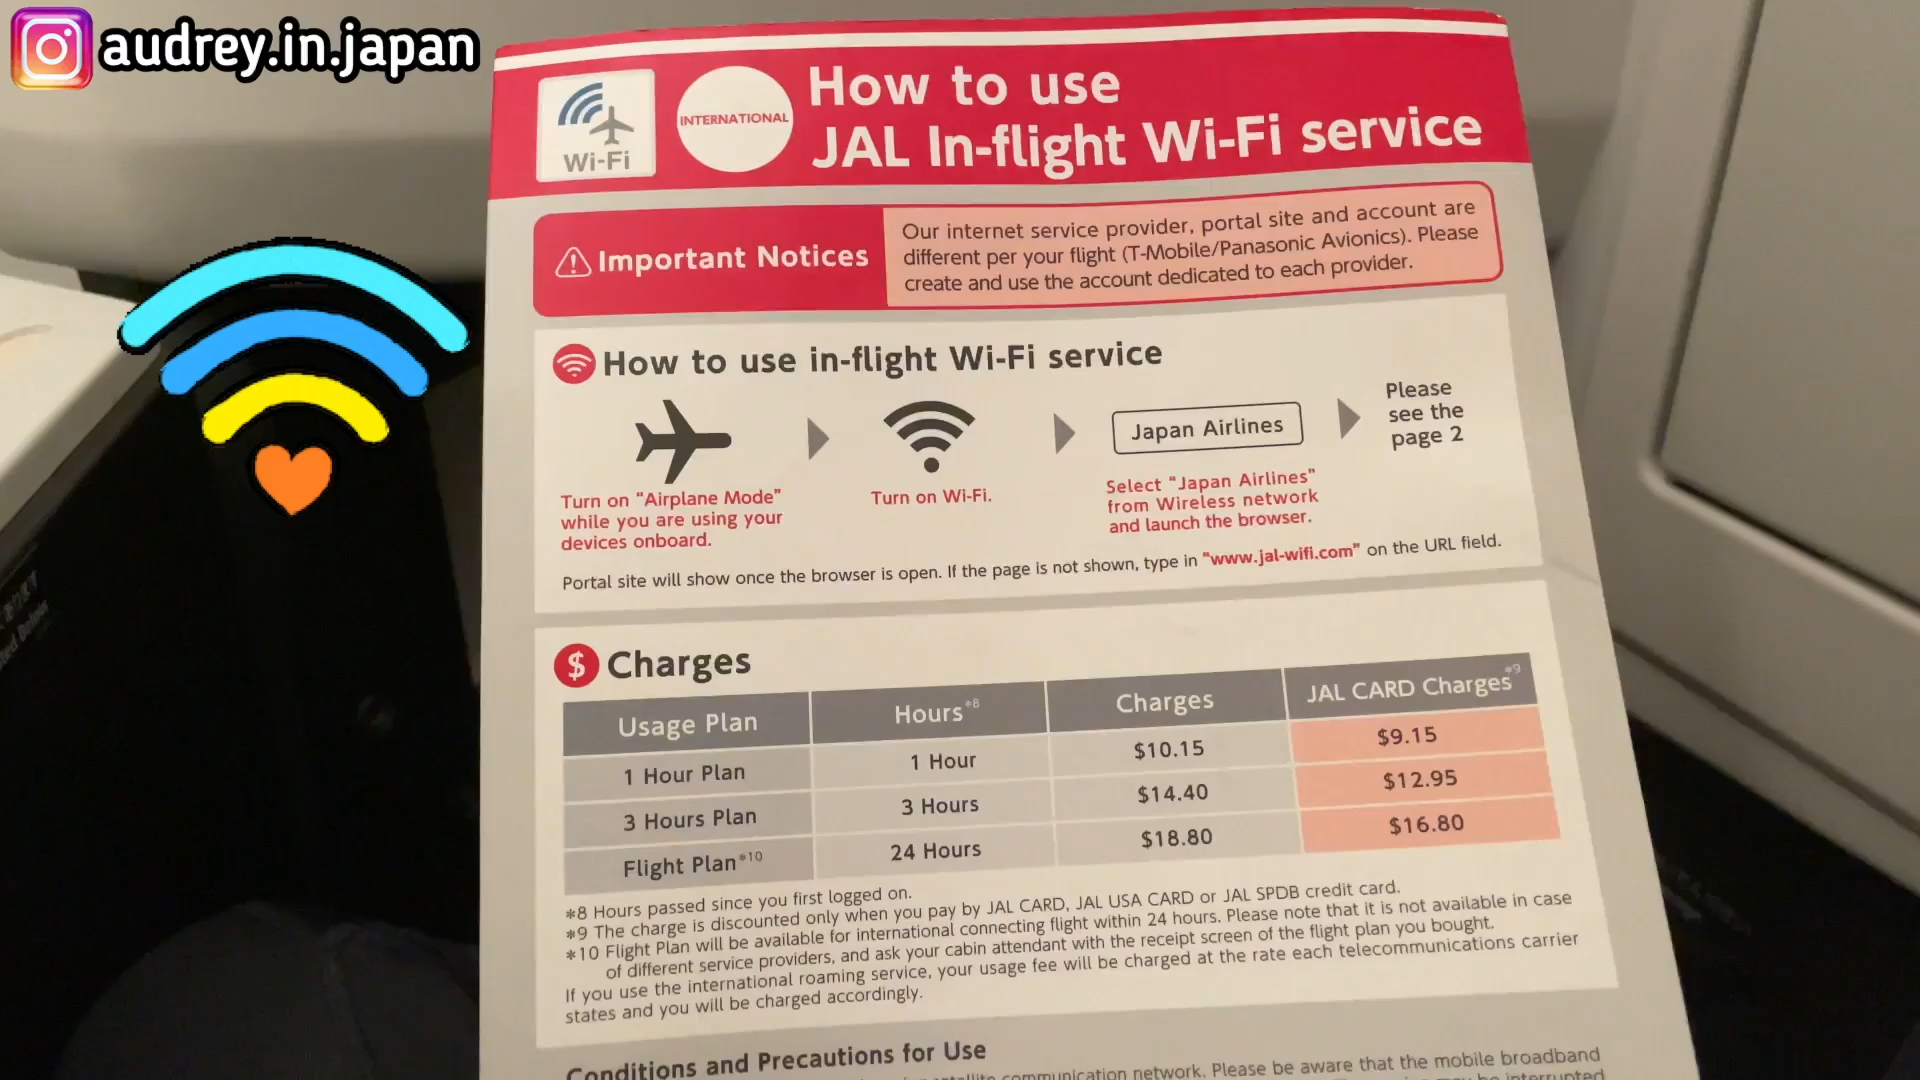 audrey.in.japan
Wi-Fi
INTERNATIONAL
How to use
JAL In-flight Wi-Fi service
Important Notices
Our internet service provider, portal site and account are
different per your flight (T-Mobile/Panasonic Avionics). Please
create and use the account dedicated to each provider.
How to use in-flight Wi-Fi service
Turn on "Airplane Mode"
while you are using your
devices onboard.
Turn on Wi-Fi.
Japan Airlines
Select "Japan Airlines"
from Wireless network
and launch the browser.
Please
see the
page 2
Portal site will show once the browser is open. If the page is not shown, type in "www.jal-wifi.com" on the URL field.
$ Charges
Usage Plan Hours*8 Charges JAL CARD Charges*9
1 Hour Plan 1 Hour $10.15 $9.15
3 Hours Plan 3 Hours $14.40 $12.95
Flight Plan*10 24 Hours $18.80 $16.80
*8 Hours passed since you first logged on.
*9 The charge is discounted only when you pay by JAL CARD, JAL USA CARD or JAL SPDB credit card.
*10 Flight Plan will be available for international connecting flight within 24 hours. Please note that it is not available in case
of different service providers, and ask your cabin attendant with the receipt screen of the flight plan you bought.
If you use the international roaming service, your usage fee will be charged at the rate each telecommunications carrier
states and you will be charged accordingly.
Conditions and Precautions for Use
communication network. Please be aware that the mobile broadband